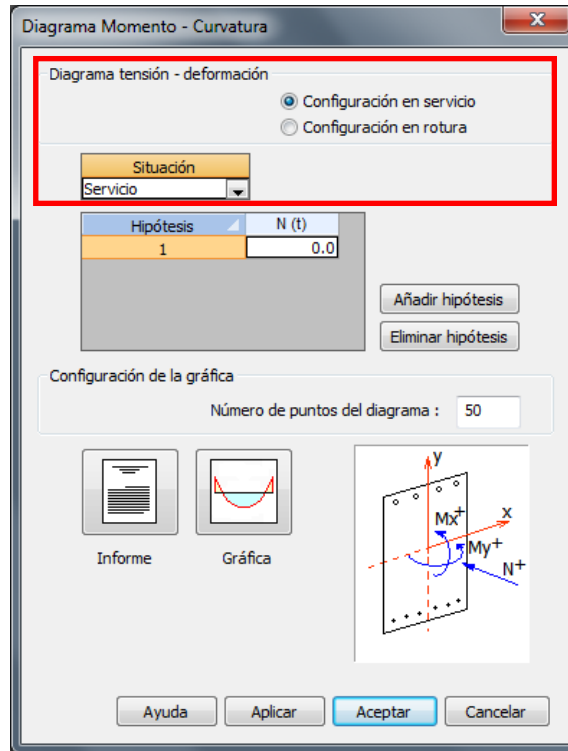 Diagrama Momento - Curvatura
Diagrama tensión - deformación
Configuración en servicio
Configuración en rotura
Situación
Servicio
Hipótesis N (t)
1 0.0
Añadir hipótesis
Eliminar hipótesis
Configuración de la gráfica
Número de puntos del diagrama : 50
Informe Gráfica
y
x
Mx+
My+
N+
Ayuda Aplicar Aceptar Cancelar